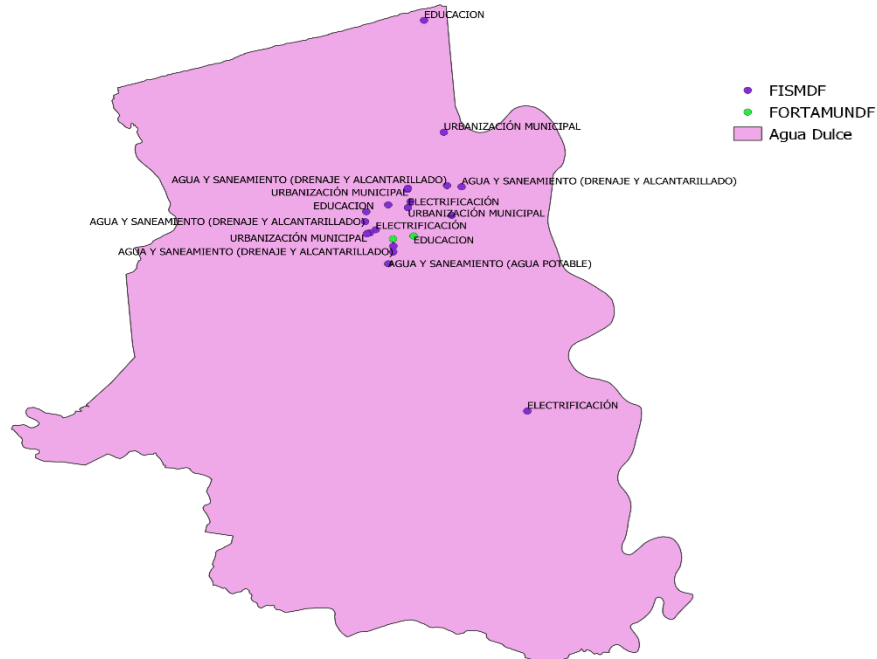 EDUCACION
FISMDF
FORTAMUNDF
Agua Dulce
URBANIZACIÓN MUNICIPAL
AGUA Y SANEAMIENTO (DRENAJE Y ALCANTARILLADO)
AGUA Y SANEAMIENTO (DRENAJE Y ALCANTARILLADO)
URBANIZACIÓN MUNICIPAL
ELECTRIFICACIÓN
EDUCACION
URBANIZACIÓN MUNICIPAL
AGUA Y SANEAMIENTO (DRENAJE Y ALCANTARILLADO)
ELECTRIFICACIÓN
URBANIZACIÓN MUNICIPAL
EDUCACION
AGUA Y SANEAMIENTO (DRENAJE Y ALCANTARILLADO)
AGUA Y SANEAMIENTO (AGUA POTABLE)
ELECTRIFICACIÓN